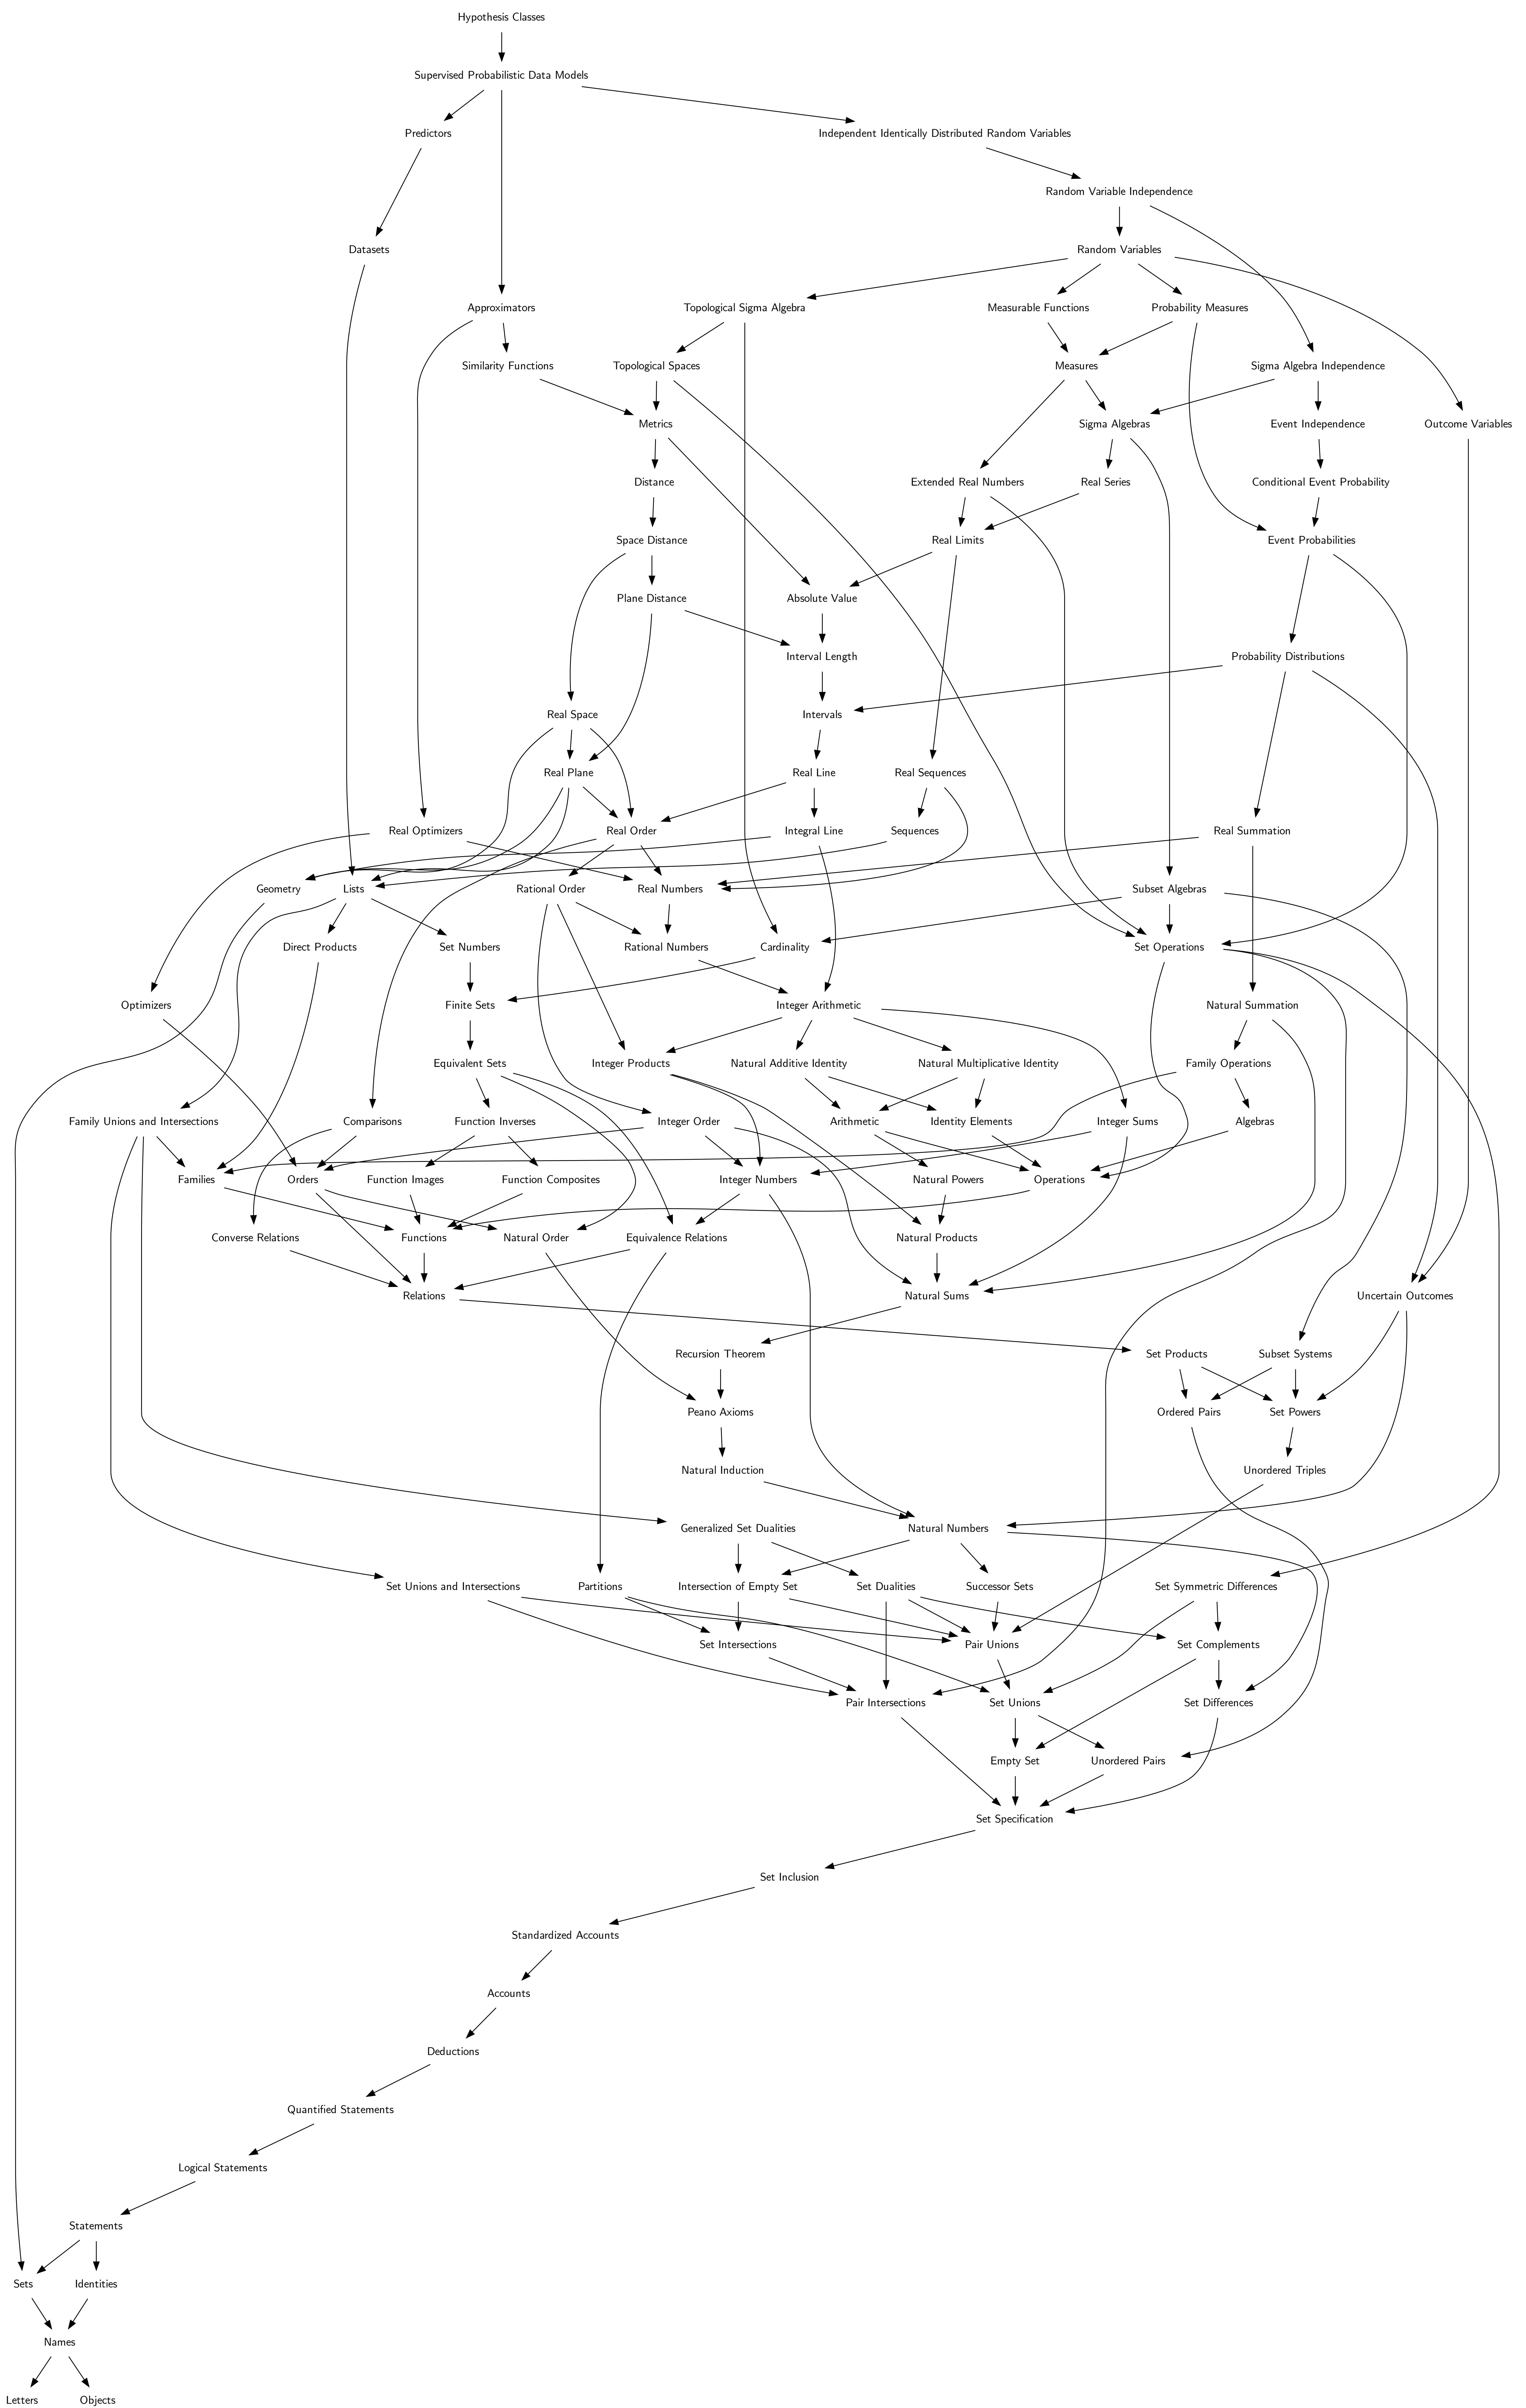 Hypothesis Classes
Supervised Probabilistic Data Models
Predictors
Independent Identically Distributed Random Variables
Random Variable Independence
Datasets
Random Variables
Approximators
Topological Sigma Algebra
Measurable Functions
Probability Measures
Similarity Functions
Topological Spaces
Measures
Sigma Algebra Independence
Metrics
Sigma Algebras
Event Independence
Outcome Variables
Distance
Extended Real Numbers
Real Series
Conditional Event Probability
Space Distance
Real Limits
Event Probabilities
Plane Distance
Absolute Value
Interval Length
Probability Distributions
Real Space
Intervals
Real Plane
Real Line
Real Sequences
Real Optimizers
Real Order
Integral Line
Sequences
Real Summation
Geometry
Lists
Rational Order
Real Numbers
Subset Algebras
Direct Products
Set Numbers
Rational Numbers
Cardinality
Set Operations
Optimizers
Finite Sets
Integer Arithmetic
Natural Summation
Equivalent Sets
Integer Products
Natural Additive Identity
Natural Multiplicative Identity
Family Operations
Family Unions and Intersections
Comparisons
Function Inverses
Integer Order
Arithmetic
Identity Elements
Integer Sums
Algebras
Families
Orders
Function Images
Function Composites
Integer Numbers
Natural Powers
Operations
Converse Relations
Functions
Natural Order
Equivalence Relations
Natural Products
Relations
Natural Sums
Uncertain Outcomes
Recursion Theorem
Set Products
Subset Systems
Peano Axioms
Ordered Pairs
Set Powers
Natural Induction
Unordered Triples
Generalized Set Dualities
Natural Numbers
Set Unions and Intersections
Partitions
Intersection of Empty Set
Set Dualities
Successor Sets
Set Symmetric Differences
Set Intersections
Pair Unions
Set Complements
Pair Intersections
Set Unions
Set Differences
Empty Set
Unordered Pairs
Set Specification
Set Inclusion
Standardized Accounts
Accounts
Deductions
Quantified Statements
Logical Statements
Statements
Sets
Identities
Names
Letters
Objects